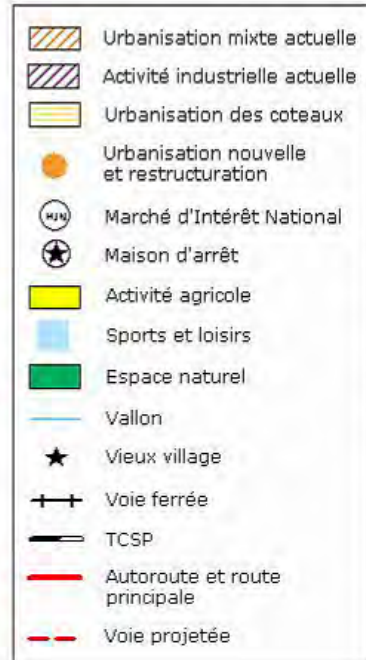 Urbanisation mixte actuelle
Activité industrielle actuelle
Urbanisation des coteaux
Urbanisation nouvelle
et restructuration
MIN Marché d'Intérêt National
Maison d'arrêt
Activité agricole
Sports et loisirs
Espace naturel
Vallon
Vieux village
Voie ferrée
TCSP
Autoroute et route
principale
Voie projetée